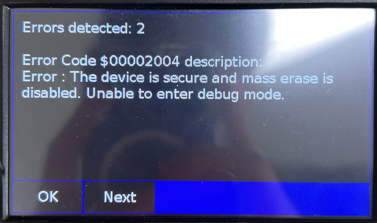 Errors detected: 2
Error Code $00002004 description:
Error : The device is secure and mass erase is
disabled. Unable to enter debug mode.
OK
Next